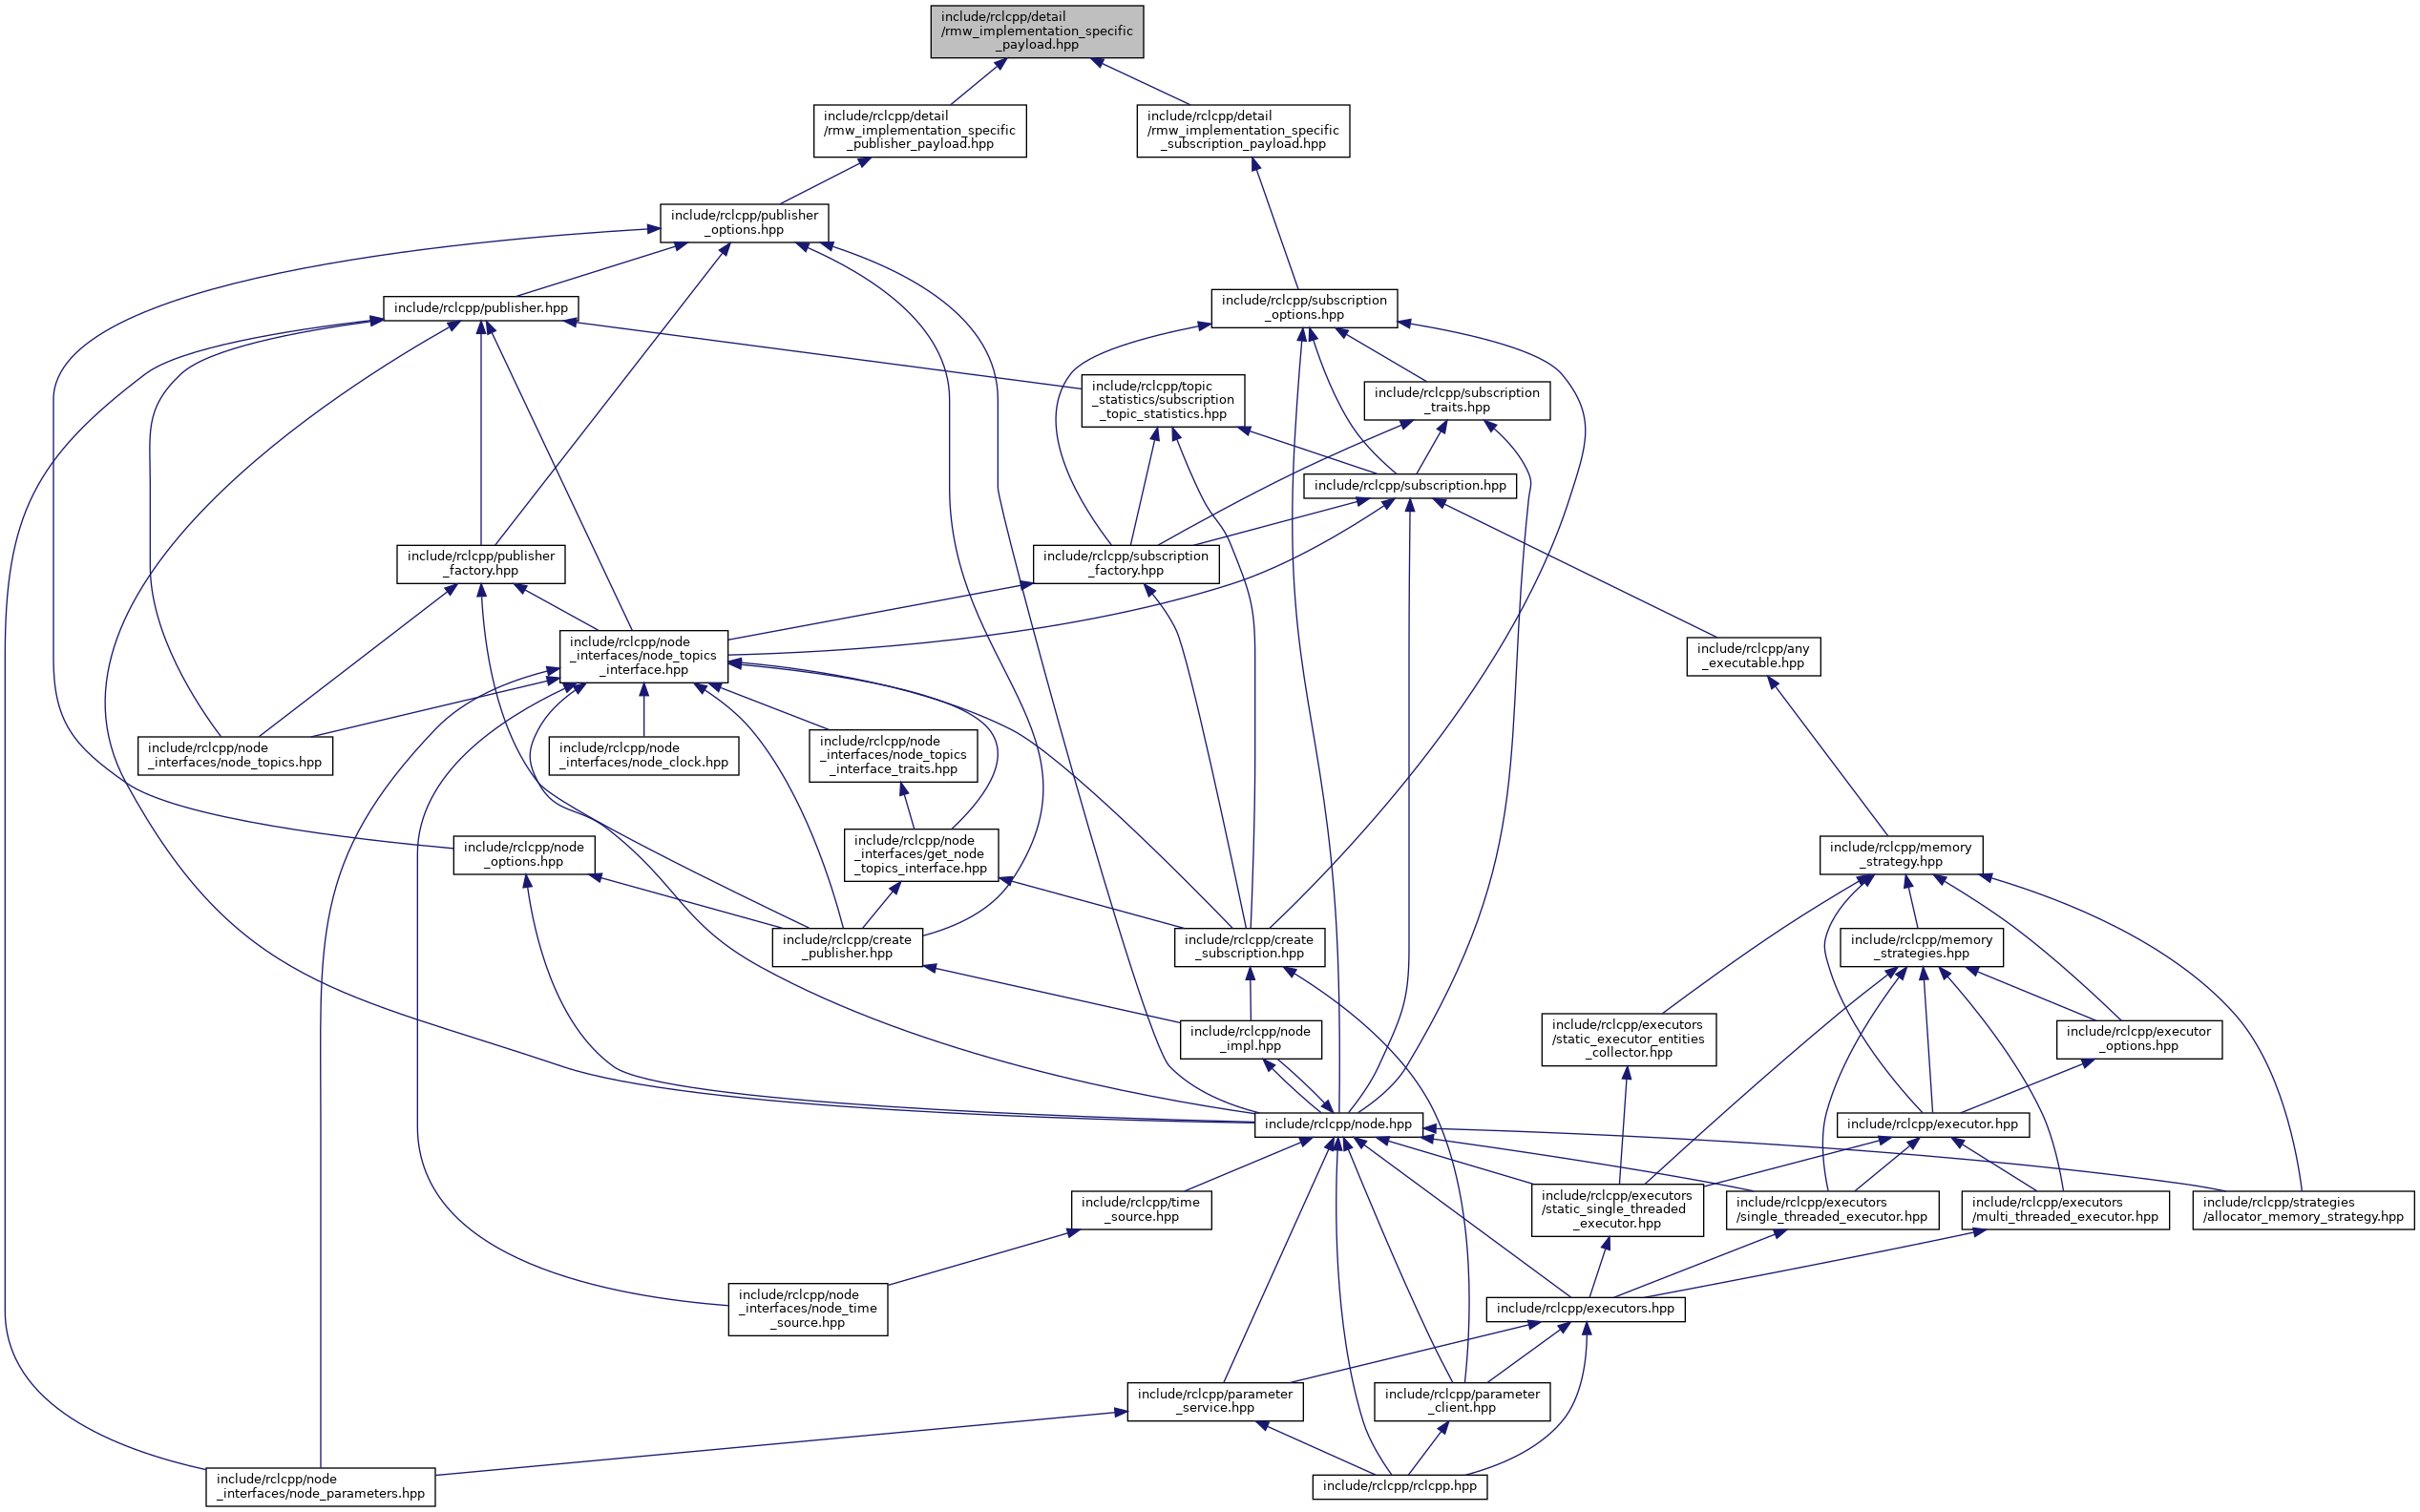 include/rclcpp/detail
/rmw_implementation_specific
_payload.hpp
include/rclcpp/detail
/rmw_implementation_specific
_publisher_payload.hpp
include/rclcpp/detail
/rmw_implementation_specific
_subscription_payload.hpp
include/rclcpp/publisher
_options.hpp
include/rclcpp/publisher.hpp
include/rclcpp/subscription
_options.hpp
include/rclcpp/topic
_statistics/subscription
_topic_statistics.hpp
include/rclcpp/subscription
_traits.hpp
include/rclcpp/subscription.hpp
include/rclcpp/publisher
_factory.hpp
include/rclcpp/subscription
_factory.hpp
include/rclcpp/node
_interfaces/node_topics
_interface.hpp
include/rclcpp/any
_executable.hpp
include/rclcpp/node
_interfaces/node_topics.hpp
include/rclcpp/node
_interfaces/node_clock.hpp
include/rclcpp/node
_interfaces/node_topics
_interface_traits.hpp
include/rclcpp/node
_options.hpp
include/rclcpp/node
_interfaces/get_node
_topics_interface.hpp
include/rclcpp/memory
_strategy.hpp
include/rclcpp/create
_publisher.hpp
include/rclcpp/create
_subscription.hpp
include/rclcpp/memory
_strategies.hpp
include/rclcpp/node
_impl.hpp
include/rclcpp/executors
/static_executor_entities
_collector.hpp
include/rclcpp/executor
_options.hpp
include/rclcpp/node.hpp
include/rclcpp/executor.hpp
include/rclcpp/time
_source.hpp
include/rclcpp/executors
/static_single_threaded
_executor.hpp
include/rclcpp/executors
/single_threaded_executor.hpp
include/rclcpp/executors
/multi_threaded_executor.hpp
include/rclcpp/strategies
/allocator_memory_strategy.hpp
include/rclcpp/node
_interfaces/node_time
_source.hpp
include/rclcpp/executors.hpp
include/rclcpp/parameter
_service.hpp
include/rclcpp/parameter
_client.hpp
include/rclcpp/node
_interfaces/node_parameters.hpp
include/rclcpp/rclcpp.hpp